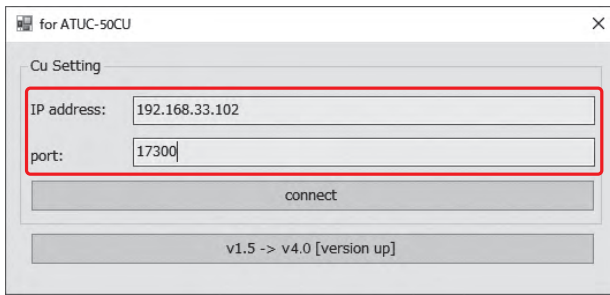 for ATUC-50CU
Cu Setting
IP address: 192.168.33.102
port: 17300
connect
v1.5 -> v4.0 [version up]